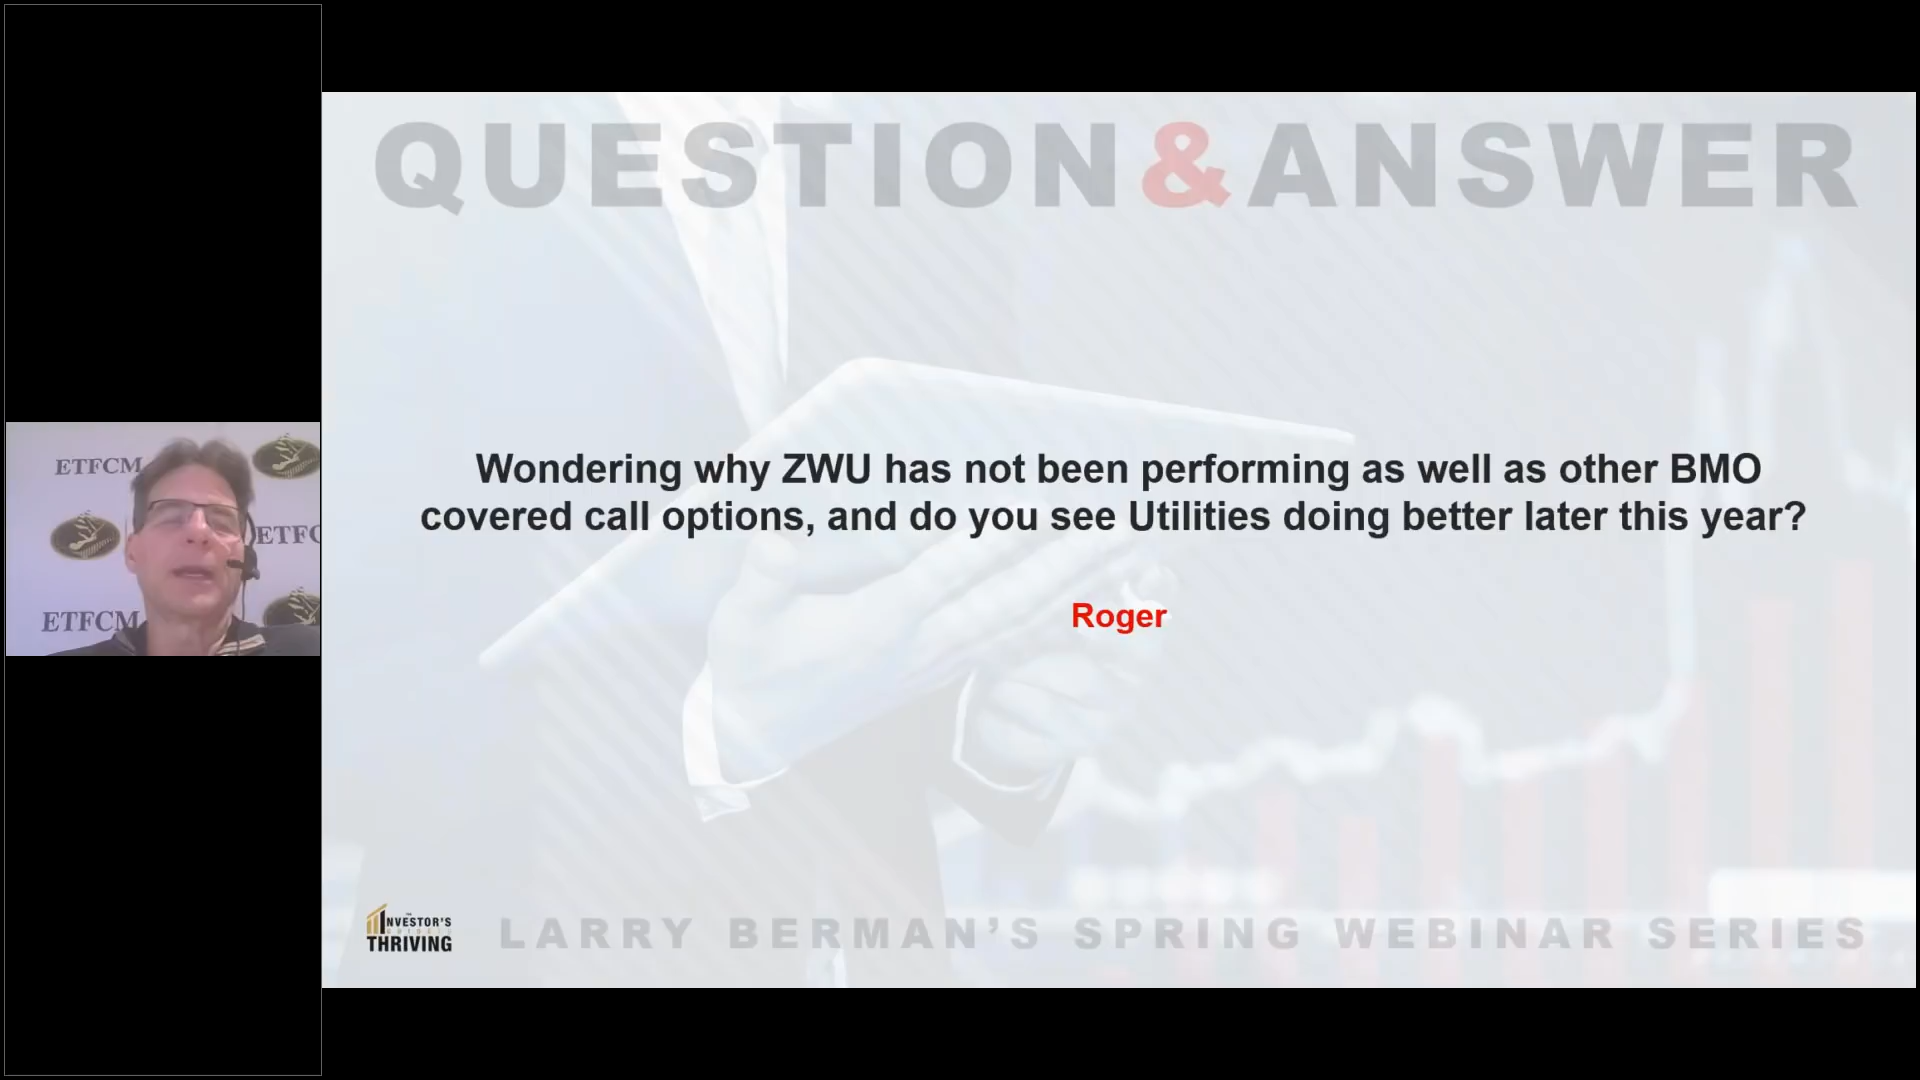 QUESTION&ANSWER
Wondering why ZWU has not been performing as well as other BMO
covered call options, and do you see Utilities doing better later this year?
Roger
ETFCM
ETFC
ETFCM
INVESTOR'S
THRIVING
LARRY BERMAN'S SPRING WEBINAR SERIES